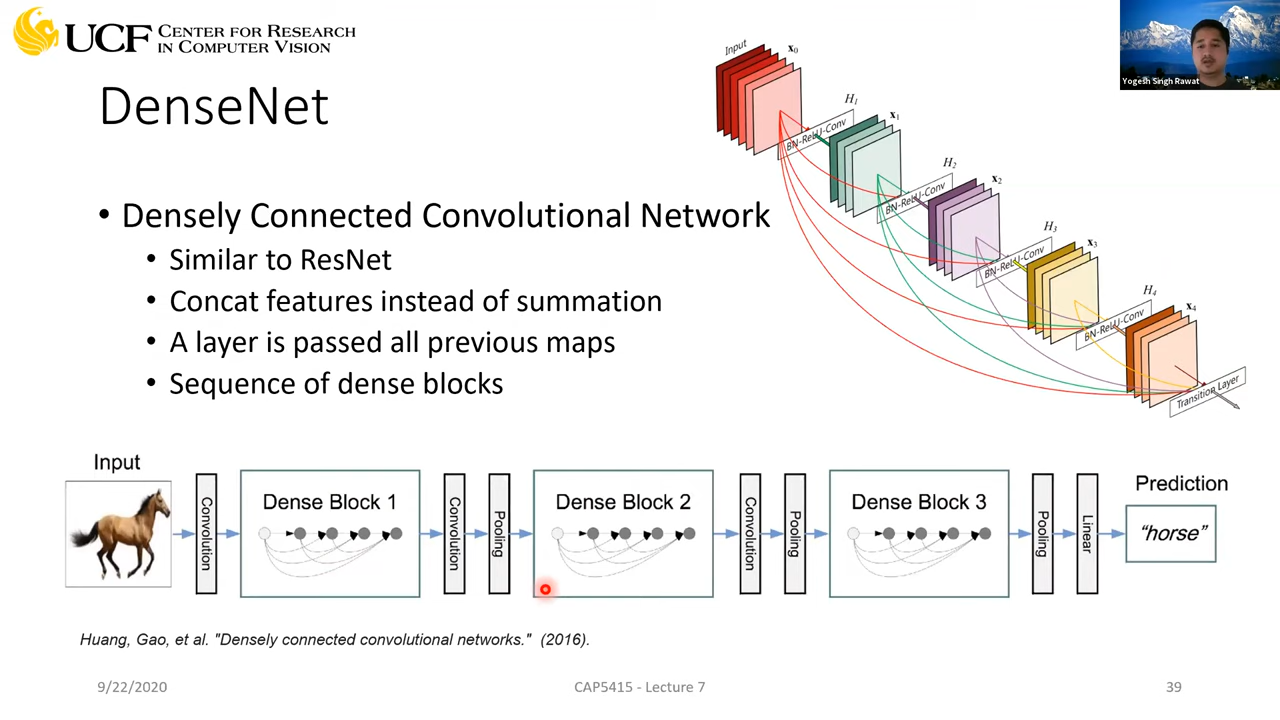 UCF CENTER FOR RESEARCH
IN COMPUTER VISION
Yogesh Singh Rawat
DenseNet
• Densely Connected Convolutional Network
• Similar to ResNet
• Concat features instead of summation
• A layer is passed all previous maps
• Sequence of dense blocks
Input
x0
H1
BN-ReLU-Conv
x1
H2
BN-ReLU-Conv
x2
H3
BN-ReLU-Conv
x3
H4
BN-ReLU-Conv
x4
Transition Layer
Input
Convolution
Dense Block 1
Convolution
Pooling
Dense Block 2
Convolution
Pooling
Dense Block 3
Pooling
Linear
Prediction
“horse”
Huang, Gao, et al. "Densely connected convolutional networks." (2016).
9/22/2020
CAP5415 - Lecture 7
39